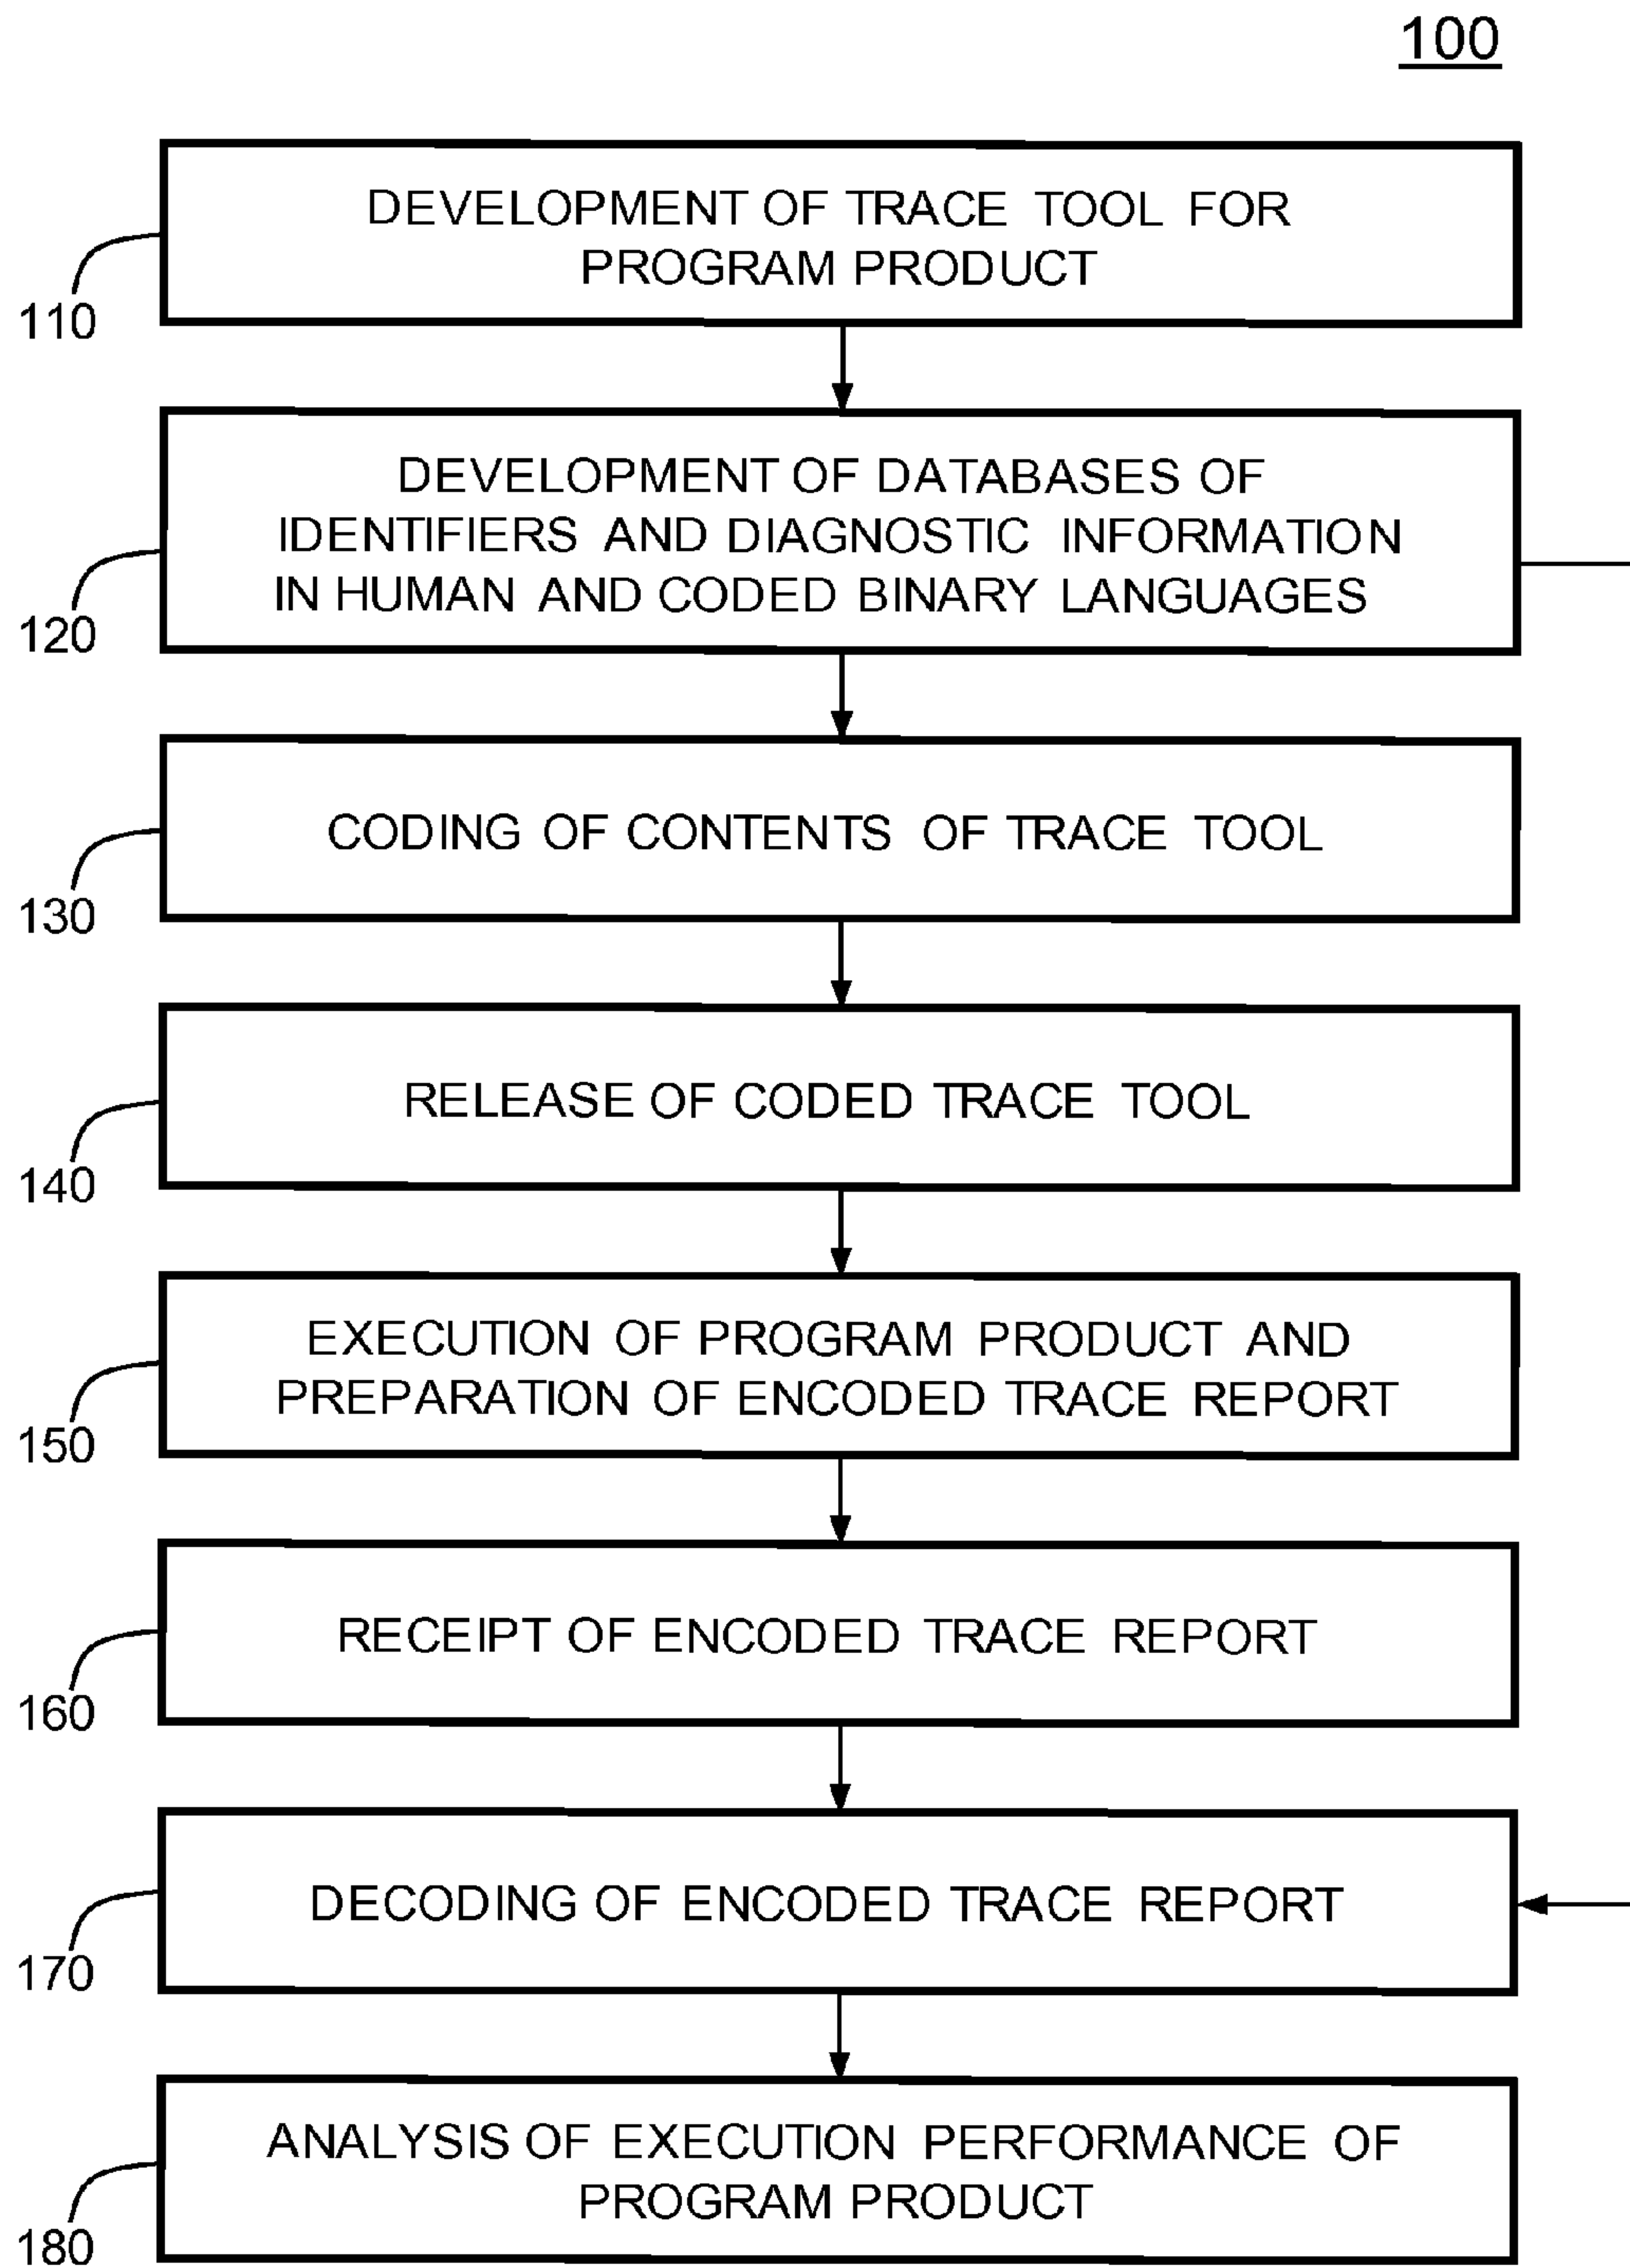 100
DEVELOPMENT OF TRACE TOOL FOR
PROGRAM PRODUCT
110
DEVELOPMENT OF DATABASES OF
IDENTIFIERS AND DIAGNOSTIC INFORMATION
IN HUMAN AND CODED BINARY LANGUAGES
120
CODING OF CONTENTS OF TRACE TOOL
130
RELEASE OF CODED TRACE TOOL
140
EXECUTION OF PROGRAM PRODUCT AND
PREPARATION OF ENCODED TRACE REPORT
150
RECEIPT OF ENCODED TRACE REPORT
160
DECODING OF ENCODED TRACE REPORT
170
ANALYSIS OF EXECUTION PERFORMANCE OF
PROGRAM PRODUCT
180